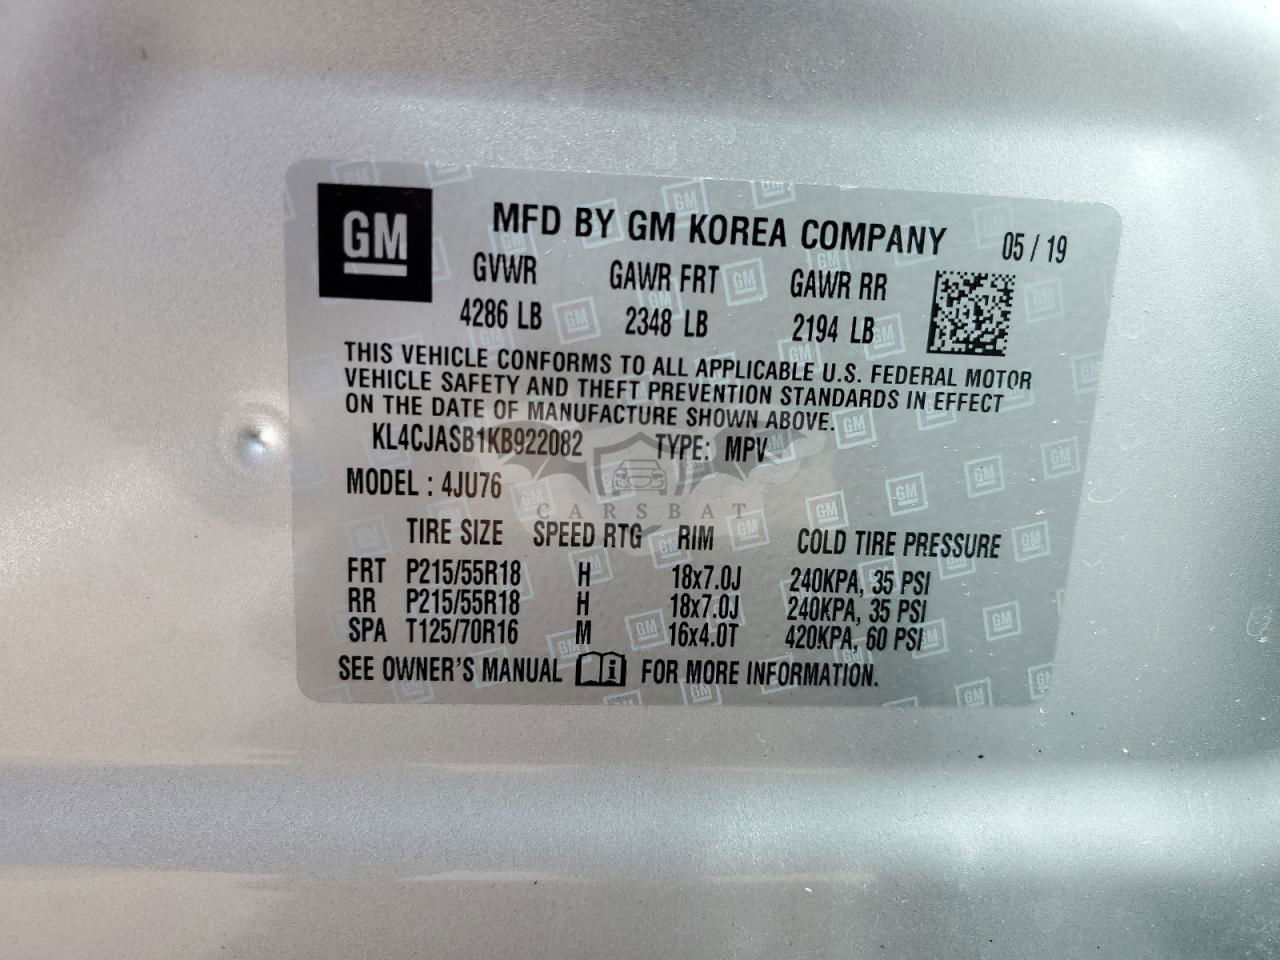 GM
MFD BY GM KOREA COMPANY 05 / 19
GVWR GAWR FRT GAWR RR
4286 LB 2348 LB 2194 LB
THIS VEHICLE CONFORMS TO ALL APPLICABLE U.S. FEDERAL MOTOR
VEHICLE SAFETY AND THEFT PREVENTION STANDARDS IN EFFECT
ON THE DATE OF MANUFACTURE SHOWN ABOVE.
KL4CJASB1KB922082 TYPE: MPV
MODEL : 4JU76
CARSBAT
TIRE SIZE SPEED RTG RIM COLD TIRE PRESSURE
FRT P215/55R18 H 18x7.0J 240KPA, 35 PSI
RR P215/55R18 H 18x7.0J 240KPA, 35 PSI
SPA T125/70R16 M 16x4.0T 420KPA, 60 PSI
SEE OWNER'S MANUAL FOR MORE INFORMATION.